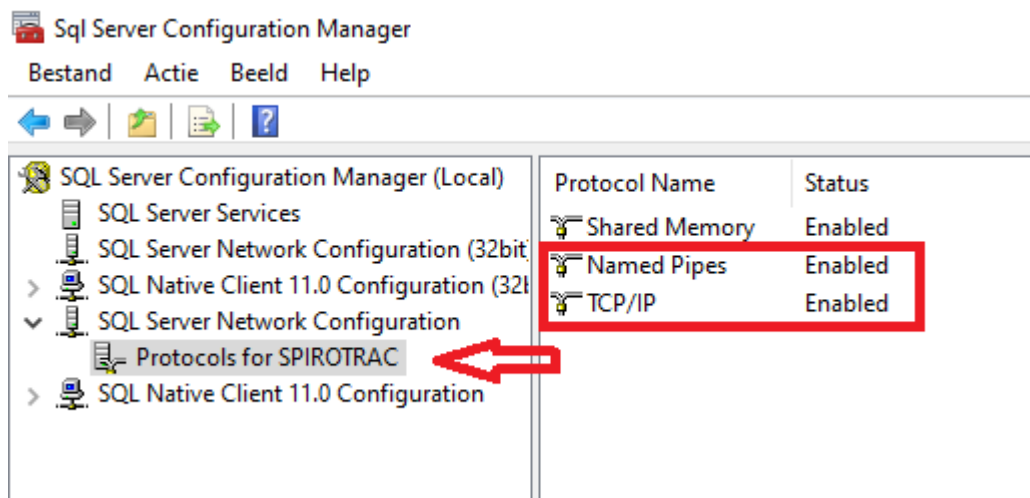 Sql Server Configuration Manager
Bestand Actie Beeld Help
SQL Server Configuration Manager (Local)
SQL Server Services
SQL Server Network Configuration (32bit
SQL Native Client 11.0 Configuration (32
SQL Server Network Configuration
Protocols for SPIROTRAC
SQL Native Client 11.0 Configuration
Protocol Name Status
Shared Memory Enabled
Named Pipes Enabled
TCP/IP Enabled